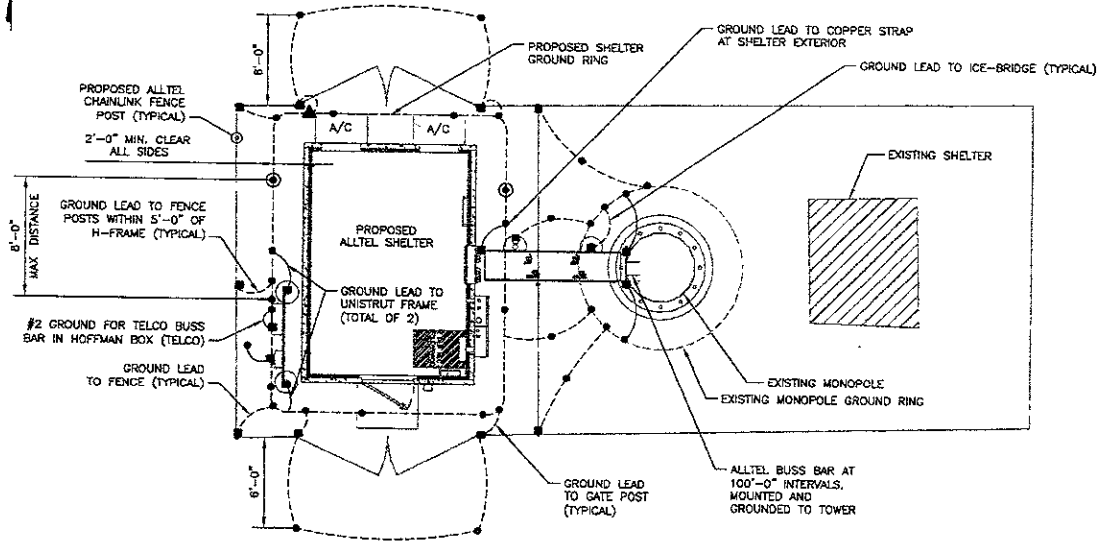 GROUND LEAD TO COPPER STRAP
AT SHELTER EXTERIOR
PROPOSED SHELTER
GROUND RING
GROUND LEAD TO ICE-BRIDGE (TYPICAL)
8'-0"
PROPOSED ALLTEL
CHAINLINK FENCE
POST (TYPICAL)
A/C
A/C
2'-0" MIN. CLEAR
ALL SIDES
EXISTING SHELTER
8'-0"
MAX DISTANCE
GROUND LEAD TO FENCE
POSTS WITHIN 5'-0" OF
H-FRAME (TYPICAL)
PROPOSED
ALLTEL SHELTER
GROUND LEAD TO
UNISTRUT FRAME
(TOTAL OF 2)
#2 GROUND FOR TELCO BUSS
BAR IN HOFFMAN BOX (TELCO)
GROUND LEAD
TO FENCE (TYPICAL)
EXISTING MONOPOLE
EXISTING MONOPOLE GROUND RING
6'-0"
GROUND LEAD
TO GATE POST
(TYPICAL)
ALLTEL BUSS BAR AT
100'-0" INTERVALS,
MOUNTED AND
GROUNDED TO TOWER